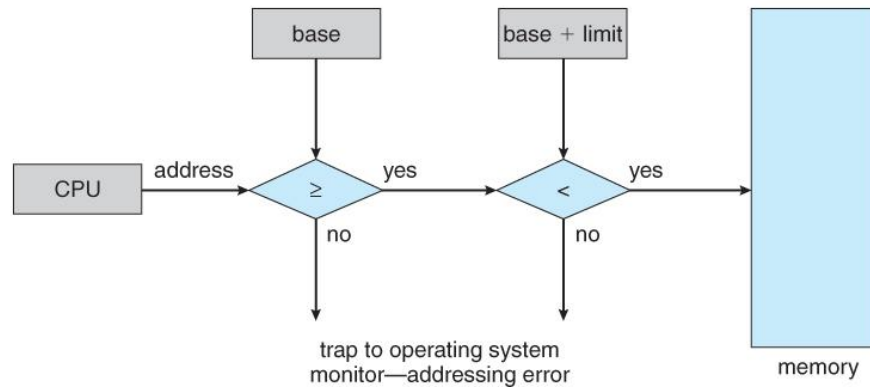 base
base + limit
CPU
address
≥
yes
<
yes
no
no
trap to operating system
monitor—addressing error
memory